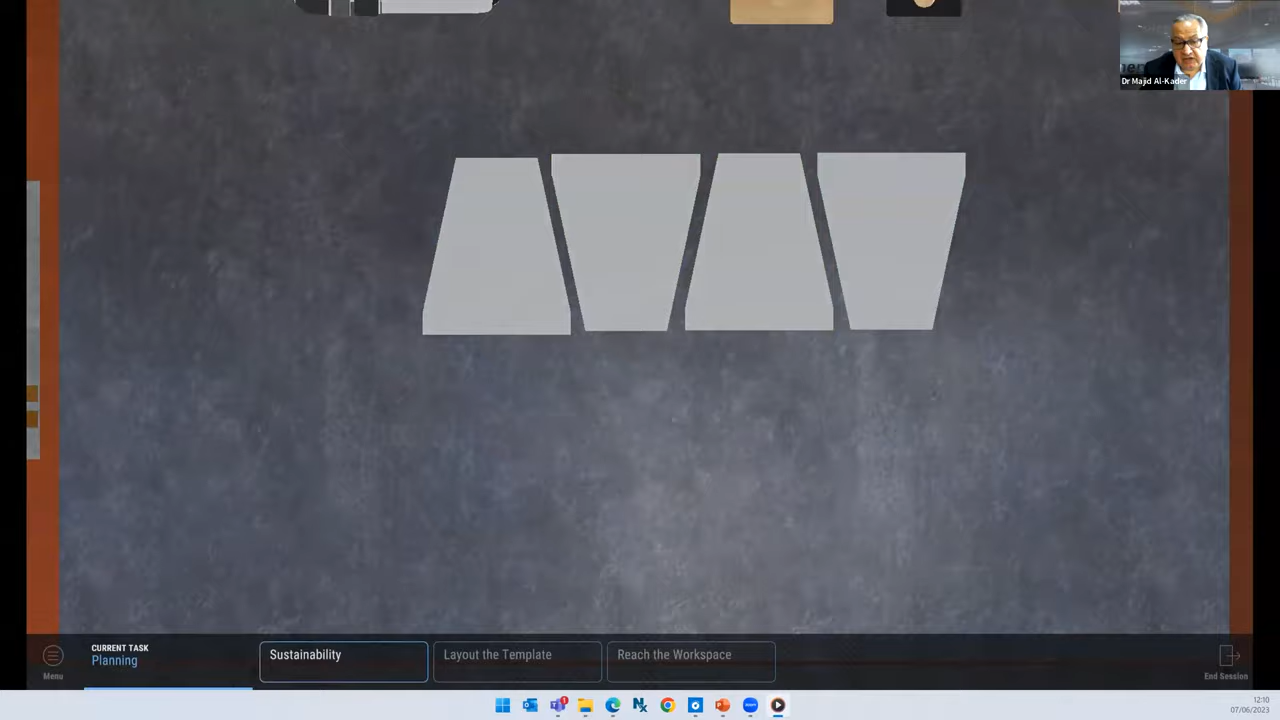 Dr Majid Al-Kader
CURRENT TASK
Planning
Sustainability
Layout the Template
Reach the Workspace
Menu
End Session
12:10
07/06/2023